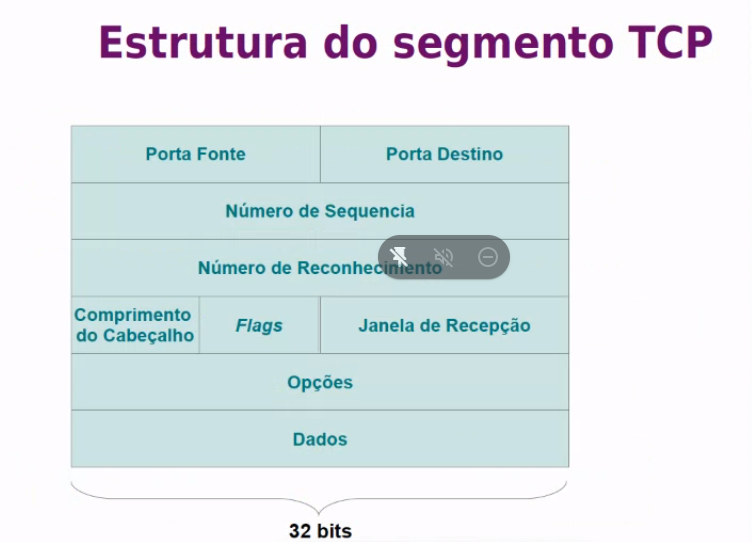 Estrutura do segmento TCP
Porta Fonte
Porta Destino
Número de Sequencia
Número de Reconhecimento
Comprimento
do Cabeçalho
Flags
Janela de Recepção
Opções
Dados
32 bits